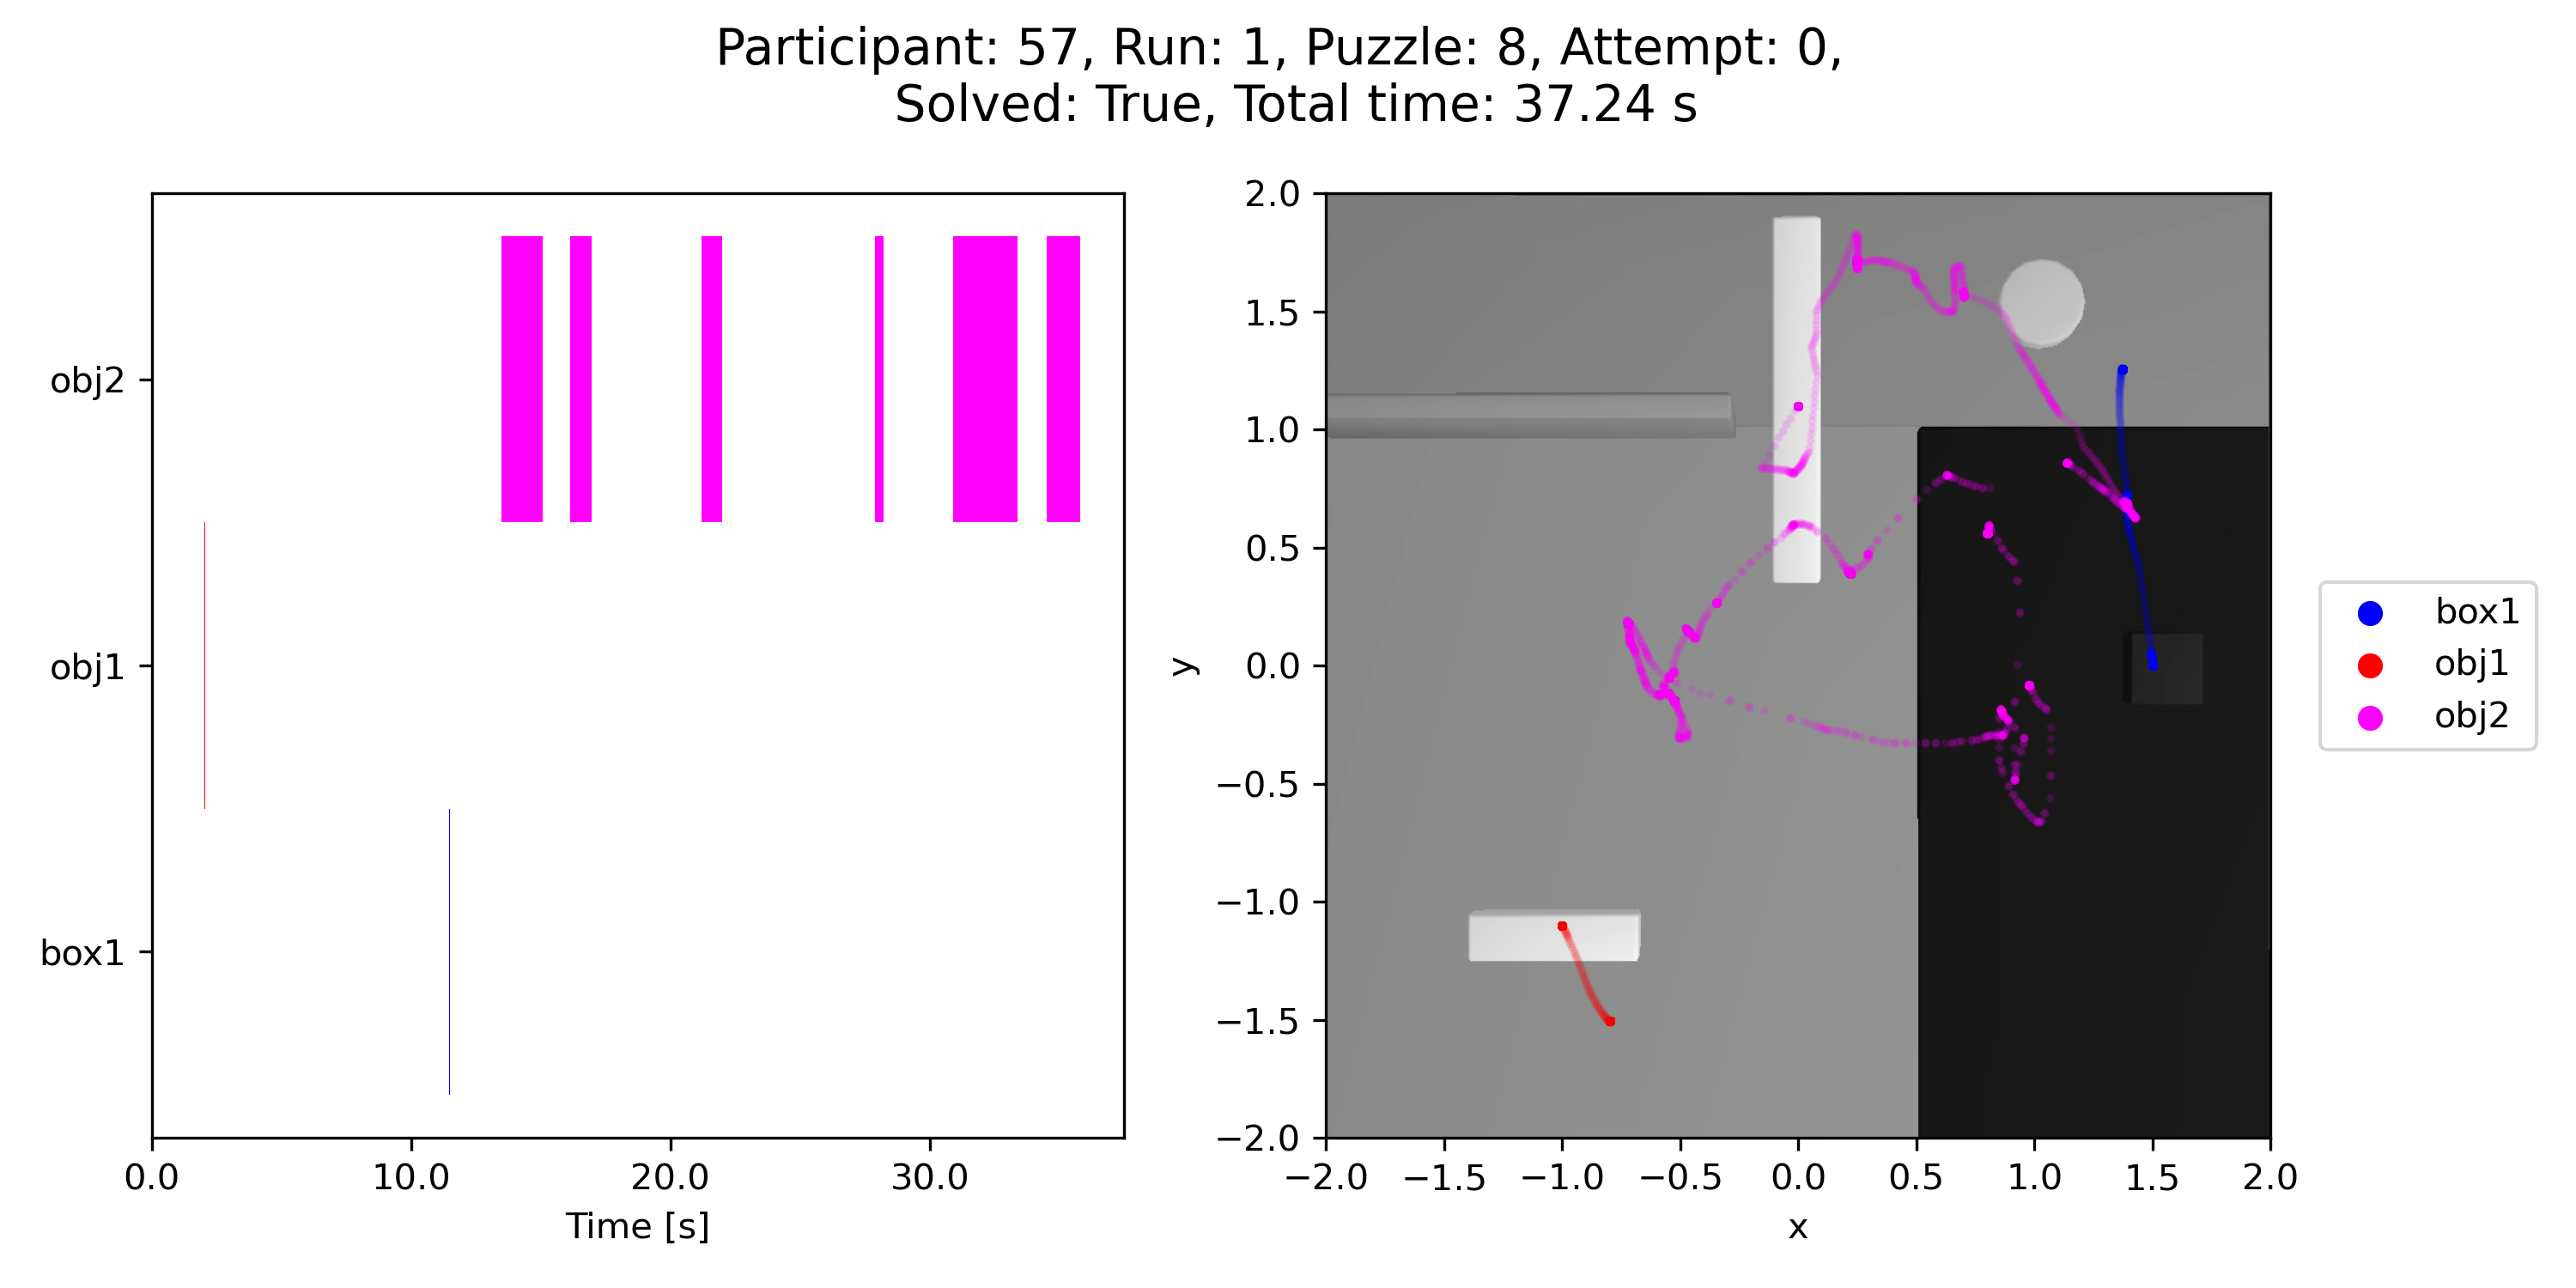 Participant: 57, Run: 1, Puzzle: 8, Attempt: 0,
Solved: True, Total time: 37.24 s
obj2
obj1
box1
0.0 10.0 20.0 30.0
Time [s]
2.0
1.5
1.0
0.5
0.0
−0.5
−1.0
−1.5
−2.0
y
−2.0 −1.5 −1.0 −0.5 0.0 0.5 1.0 1.5 2.0
x
box1
obj1
obj2